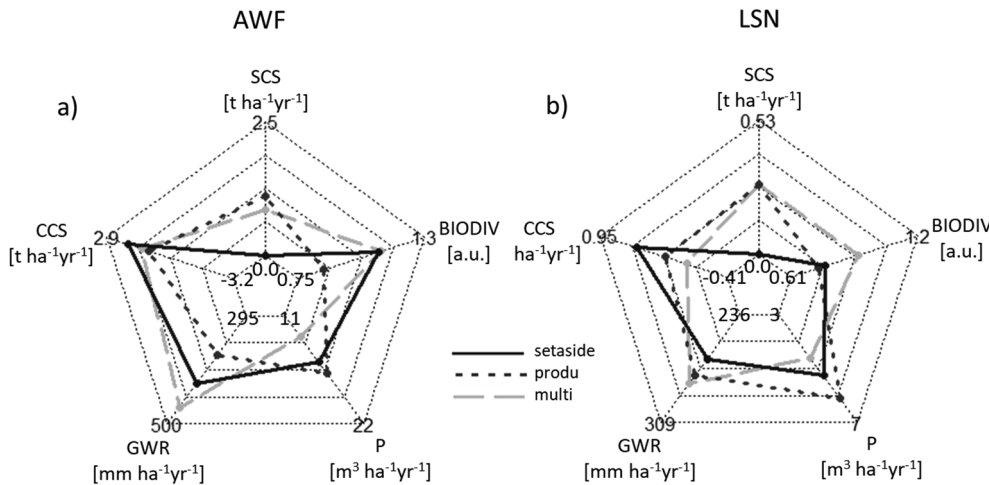 AWF
LSN
a)
SCS
[t ha⁻¹yr⁻¹]
2.5
CCS
[t ha⁻¹yr⁻¹]
2.9
BIODIV
[a.u.]
1.3
0.0
-3.2
0.75
295
11
500
GWR
[mm ha⁻¹yr⁻¹]
22
P
[m³ ha⁻¹yr⁻¹]
setaside
produ
multi
b)
SCS
[t ha⁻¹yr⁻¹]
0.53
CCS
ha⁻¹yr⁻¹]
0.95
BIODIV
[a.u.]
1.2
0.0
-0.41
0.61
236
3
309
GWR
[mm ha⁻¹yr⁻¹]
7
P
[m³ ha⁻¹yr⁻¹]